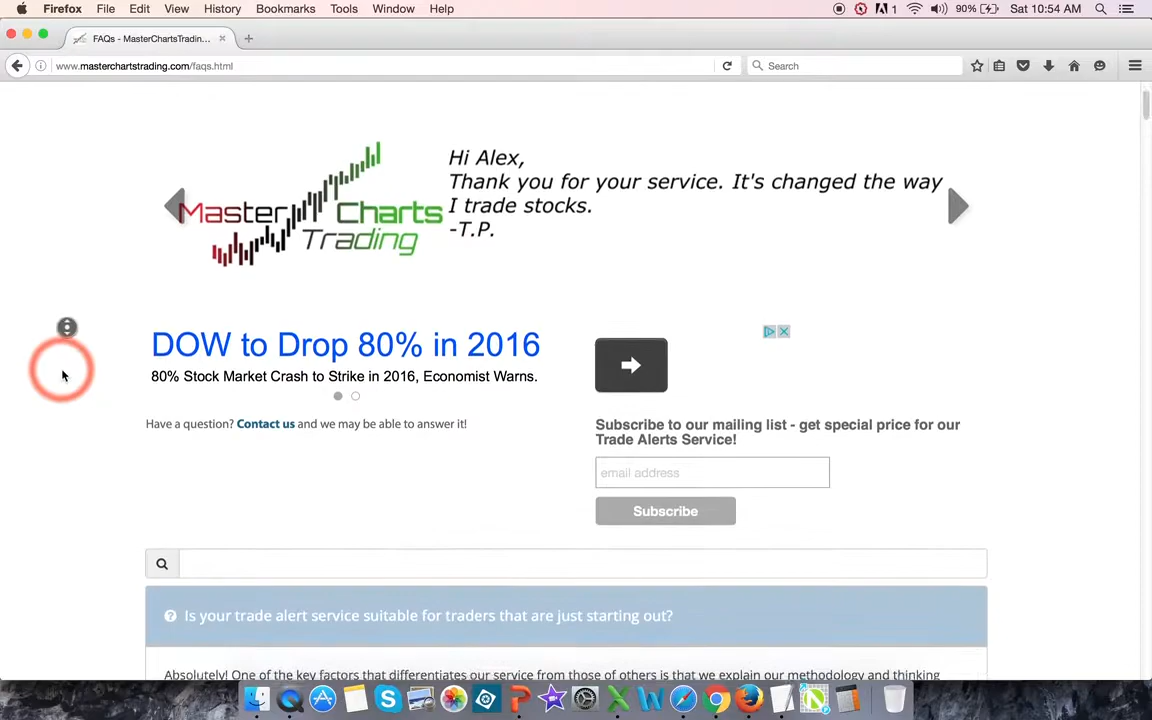 Firefox File Edit View History Bookmarks Tools Window Help
1 90% Sat 10:54 AM
FAQs - MasterChartsTradin...
www.masterchartstrading.com/faqs.html
Search
Master Charts
Trading
Hi Alex,
Thank you for your service. It's changed the way
I trade stocks.
-T.P.
DOW to Drop 80% in 2016
80% Stock Market Crash to Strike in 2016, Economist Warns.
Have a question? Contact us and we may be able to answer it!
Subscribe to our mailing list - get special price for our
Trade Alerts Service!
email address
Subscribe
Is your trade alert service suitable for traders that are just starting out?
Absolutely! One of the key factors that differentiates our service from those of others is that we explain our methodology and thinking